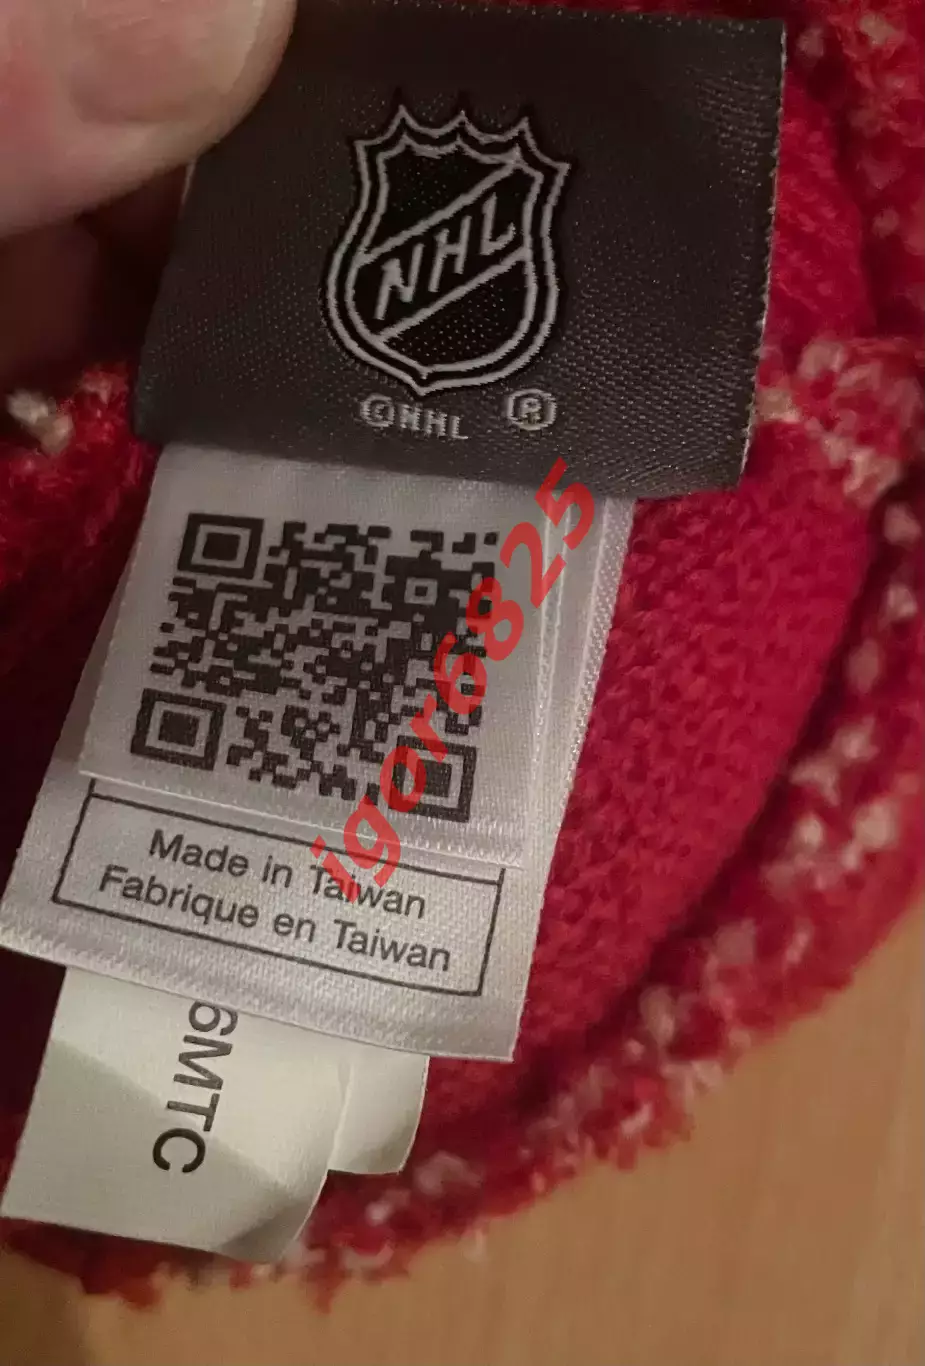 NHL
©NHL ®
igor6825
Made in Taiwan
Fabrique en Taiwan
6MTC